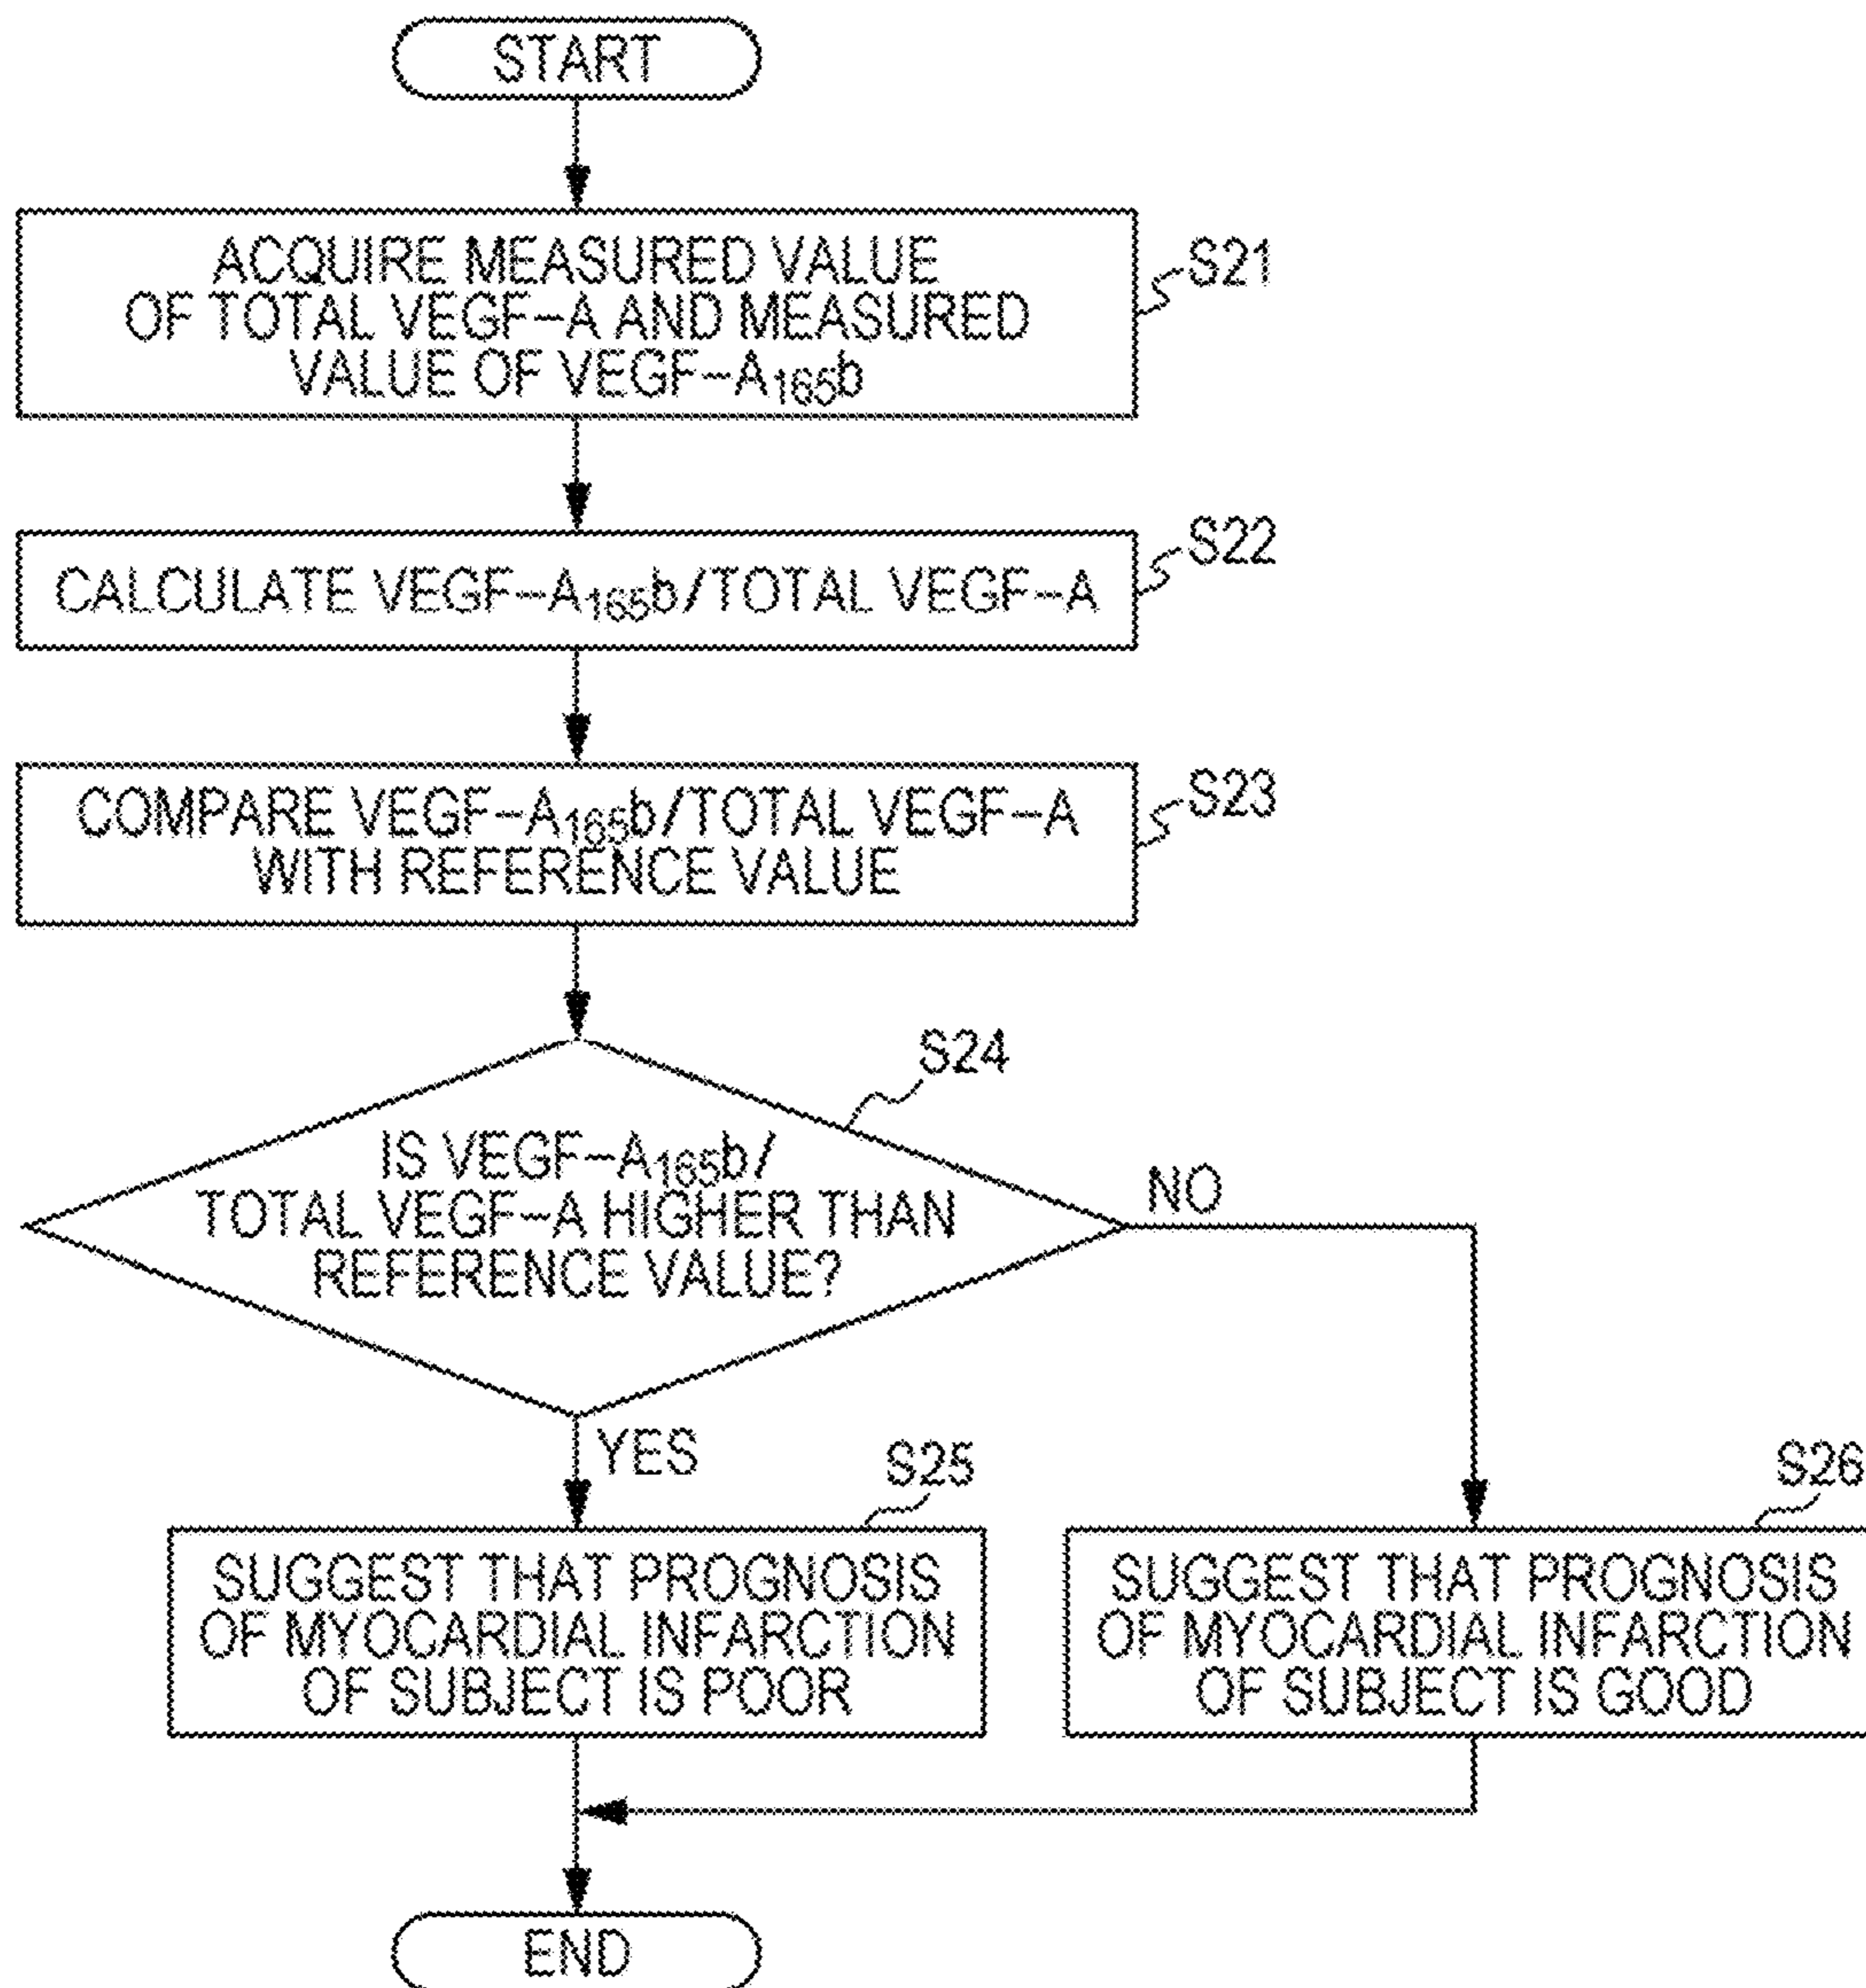 START
ACQUIRE MEASURED VALUE
OF TOTAL VEGF-A AND MEASURED
VALUE OF VEGF-A165b
S21
CALCULATE VEGF-A165b/TOTAL VEGF-A
S22
COMPARE VEGF-A165b/TOTAL VEGF-A
WITH REFERENCE VALUE
S23
S24
IS VEGF-A165b/
TOTAL VEGF-A HIGHER THAN
REFERENCE VALUE?
NO
YES
S25
SUGGEST THAT PROGNOSIS
OF MYOCARDIAL INFARCTION
OF SUBJECT IS POOR
S26
SUGGEST THAT PROGNOSIS
OF MYOCARDIAL INFARCTION
OF SUBJECT IS GOOD
END